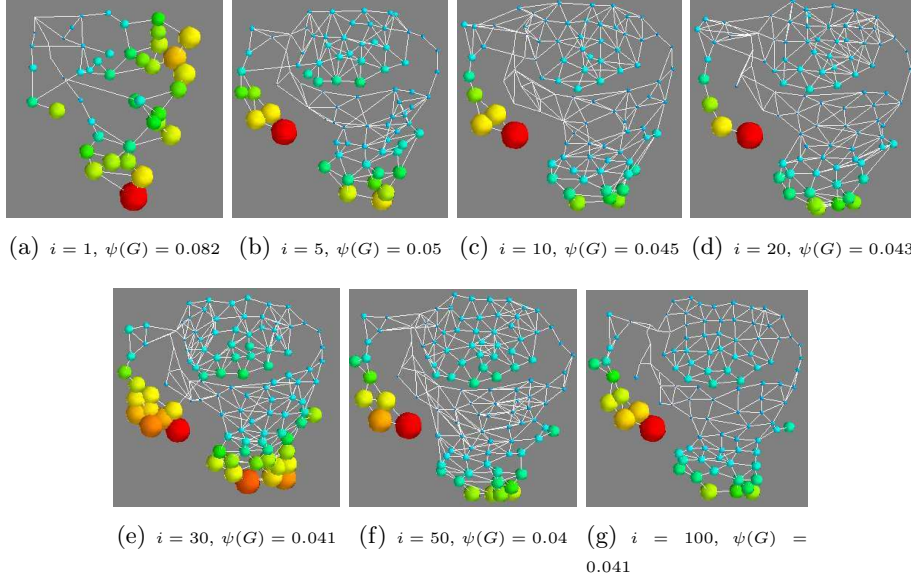 (a) i = 1, ψ(G) = 0.082
(b) i = 5, ψ(G) = 0.05
(c) i = 10, ψ(G) = 0.045
(d) i = 20, ψ(G) = 0.043
(e) i = 30, ψ(G) = 0.041
(f) i = 50, ψ(G) = 0.04
(g) i = 100, ψ(G) =
0.041